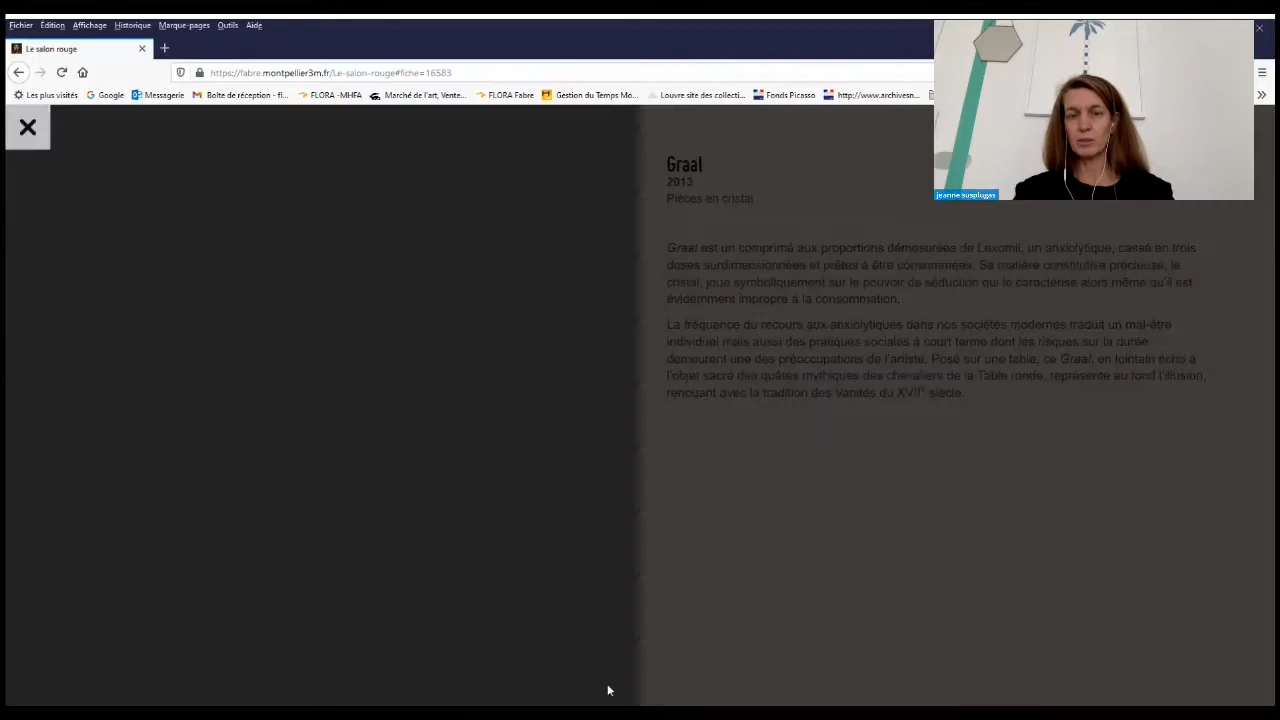 Fichier Édition Affichage Historique Marque-pages Outils Aide
Le salon rouge
https://fabre.montpellier3m.fr/Le-salon-rouge#fiche=16583
Les plus visités Google Messagerie Boîte de réception - fl... FLORA -MHFA Marché de l'art, Vente... FLORA Fabre Gestion du Temps Mo... Louvre site des collecti... Fonds Picasso http://www.archivesn...
jeanne susplugas
Graal
2013
Pièces en cristal
Graal est un comprimé aux proportions démesurées de Lexomil, un anxiolytique, cassé en trois
doses surdimensionnées et prêtes à être consommées. Sa matière constitutive précieuse, le
cristal, joue symboliquement sur le pouvoir de séduction qui le caractérise alors même qu'il est
évidemment impropre à la consommation.
La fréquence du recours aux anxiolytiques dans nos sociétés modernes traduit un mal-être
individuel mais aussi des pratiques sociales à court terme dont les risques sur la durée
demeurent une des préoccupations de l'artiste. Posé sur une table, ce Graal, en lointain écho à
l'objet sacré des quêtes mythiques des chevaliers de la Table ronde, représente au fond l'illusion,
renouant avec la tradition des Vanités du XVIIe siècle.